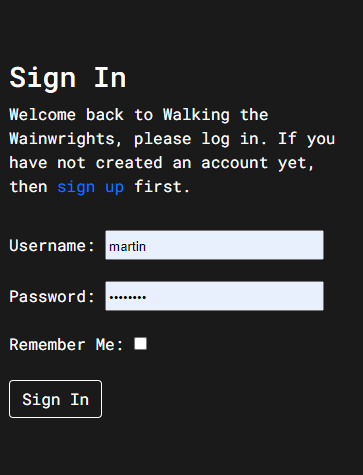 Sign In
Welcome back to Walking the
Wainwrights, please log in. If you
have not created an account yet,
then sign up first.
Username: martin
Password: ••••••••
Remember Me:
Sign In